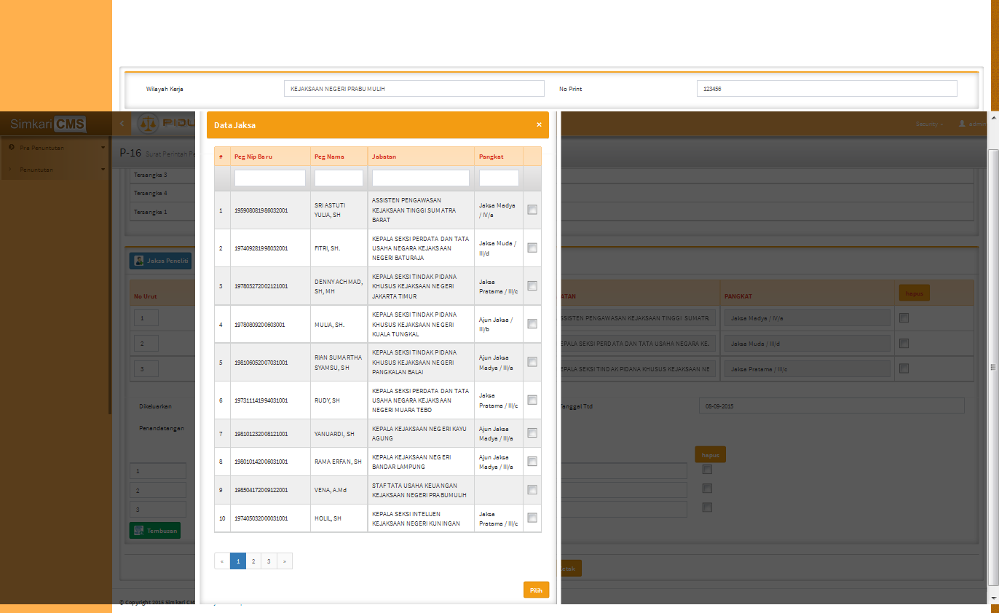 Wilayah Kerja KEJAKSAAN NEGERI PRABUMULIH No Print 123456
Simkari CMS
Security
admin
Pra Penuntutan
Penuntutan
P-16 Surat Perintah Pe
Tersangka 3
Tersangka 4
Tersangka 1
Jaksa Peneliti
No Urut
1
2
3
Dikeluarkan
Penandatangan
1
2
3
Tembusan
© Copyright 2015 Simkari CM
Data Jaksa ×
# Peg Nip Baru Peg Nama Jabatan Pangkat
1 195908081986032001 SRI ASTUTI YULIA, SH ASSISTEN PENGAWASAN KEJAKSAAN TINGGI SUMATRA BARAT Jaksa Madya / IV/a
2 197409281998032001 FITRI, SH. KEPALA SEKSI PERDATA DAN TATA USAHA NEGARA KEJAKSAAN NEGERI BATURAJA Jaksa Muda / III/d
3 197803272002121001 DENNY ACHMAD, SH, MH KEPALA SEKSI TINDAK PIDANA KHUSUS KEJAKSAAN NEGERI JAKARTA TIMUR Jaksa Pratama / III/c
4 19780809200603001 MULIA, SH. KEPALA SEKSI TINDAK PIDANA KHUSUS KEJAKSAAN NEGERI KUALA TUNGKAL Ajun Jaksa / III/b
5 198106052007031001 RIAN SUMARTHA SYAMSU, SH KEPALA SEKSI TINDAK PIDANA KHUSUS KEJAKSAAN NEGERI PANGKALAN BALAI Ajun Jaksa Madya / III/a
6 197311141994031001 RUDY, SH KEPALA SEKSI PERDATA DAN TATA USAHA NEGARA KEJAKSAAN NEGERI MUARA TEBO Jaksa Pratama / III/c
7 198101232008121001 YANUARDI, SH KEPALA KEJAKSAAN NEGERI KAYU AGUNG Ajun Jaksa Madya / III/a
8 198010142006031001 RAMA ERFAN, SH KEPALA KEJAKSAAN NEGERI BANDAR LAMPUNG Ajun Jaksa Madya / III/a
9 198504172009122001 VENA, A.Md STAF TATA USAHA KEUANGAN KEJAKSAAN NEGERI PRABUMULIH
10 197405032000031001 HOLIL, SH KEPALA SEKSI INTELIJEN KEJAKSAAN NEGERI KUNINGAN Jaksa Pratama / III/c
« 1 2 3 »
Pilih
ATAN PANGKAT hapus
SSISTEN PENGAWASAN KEJAKSAAN TINGGI SUMATR Jaksa Madya / IV/a
EPALA SEKSI PERDATA DAN TATA USAHA NEGARA KE Jaksa Muda / III/d
EPALA SEKSI TINDAK PIDANA KHUSUS KEJAKSAAN NE Jaksa Pratama / III/c
Tanggal Ttd 08-09-2015
hapus
etak